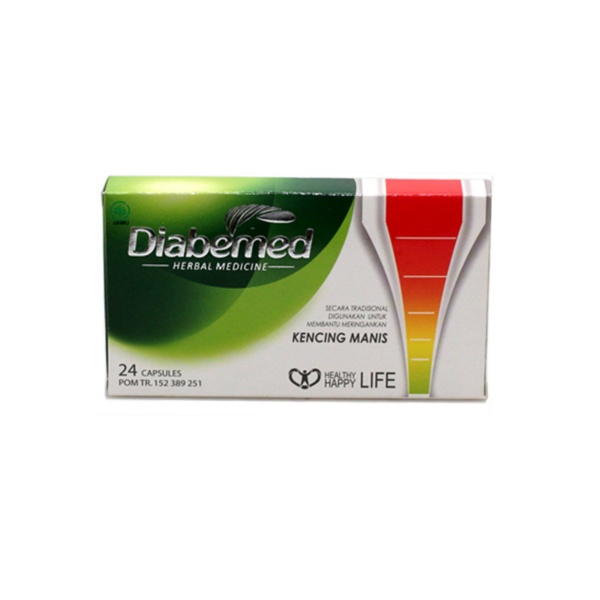 JAMU
Diabemed
HERBAL MEDICINE
SECARA TRADISIONAL
DIGUNAKAN UNTUK
MEMBANTU MERINGANKAN
KENCING MANIS
24 CAPSULES
POM TR. 152 389 251
HEALTHY
HAPPY LIFE